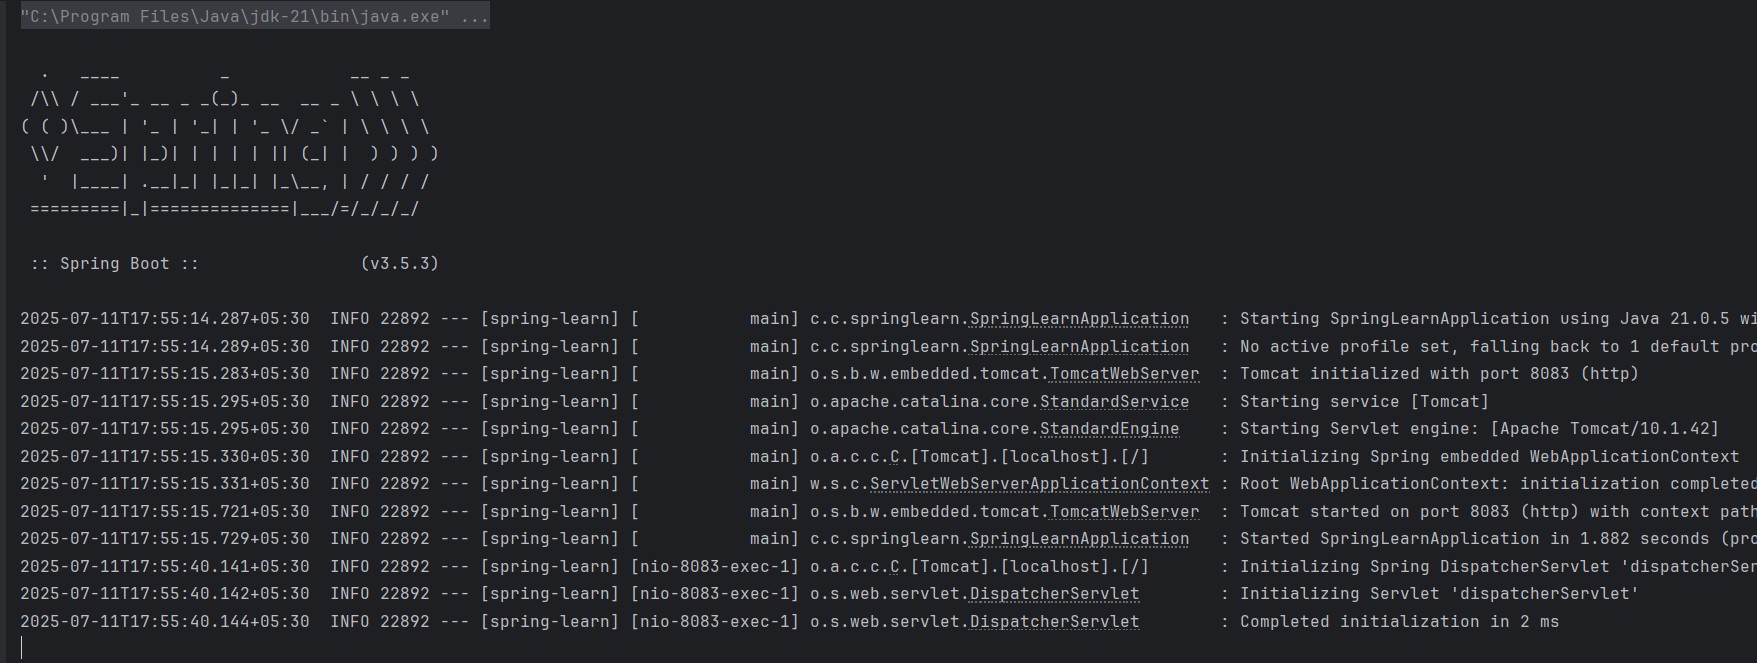 "C:\Program Files\Java\jdk-21\bin\java.exe" ...
  .   ____          _            __ _ _
 /\\ / ___'_ __ _ _(_)_ __  __ _ \ \ \ \
( ( )\___ | '_ | '_| | '_ \/ _` | \ \ \ \
 \\/  ___)| |_)| | | | | || (_| |  ) ) ) )
  '  |____| .__|_| |_|_| |_\__, | / / / /
 =========|_|==============|___/=/_/_/_/
 :: Spring Boot ::                (v3.5.3)
2025-07-11T17:55:14.287+05:30  INFO 22892 --- [spring-learn] [           main] c.c.springlearn.SpringLearnApplication   : Starting SpringLearnApplication using Java 21.0.5 wi
2025-07-11T17:55:14.289+05:30  INFO 22892 --- [spring-learn] [           main] c.c.springlearn.SpringLearnApplication   : No active profile set, falling back to 1 default pro
2025-07-11T17:55:15.283+05:30  INFO 22892 --- [spring-learn] [           main] o.s.b.w.embedded.tomcat.TomcatWebServer  : Tomcat initialized with port 8083 (http)
2025-07-11T17:55:15.295+05:30  INFO 22892 --- [spring-learn] [           main] o.apache.catalina.core.StandardService   : Starting service [Tomcat]
2025-07-11T17:55:15.295+05:30  INFO 22892 --- [spring-learn] [           main] o.apache.catalina.core.StandardEngine    : Starting Servlet engine: [Apache Tomcat/10.1.42]
2025-07-11T17:55:15.330+05:30  INFO 22892 --- [spring-learn] [           main] o.a.c.c.C.[Tomcat].[localhost].[/]       : Initializing Spring embedded WebApplicationContext
2025-07-11T17:55:15.331+05:30  INFO 22892 --- [spring-learn] [           main] w.s.c.ServletWebServerApplicationContext : Root WebApplicationContext: initialization completed
2025-07-11T17:55:15.721+05:30  INFO 22892 --- [spring-learn] [           main] o.s.b.w.embedded.tomcat.TomcatWebServer  : Tomcat started on port 8083 (http) with context path
2025-07-11T17:55:15.729+05:30  INFO 22892 --- [spring-learn] [           main] c.c.springlearn.SpringLearnApplication   : Started SpringLearnApplication in 1.882 seconds (pro
2025-07-11T17:55:40.141+05:30  INFO 22892 --- [spring-learn] [nio-8083-exec-1] o.a.c.c.C.[Tomcat].[localhost].[/]       : Initializing Spring DispatcherServlet 'dispatcherSer
2025-07-11T17:55:40.142+05:30  INFO 22892 --- [spring-learn] [nio-8083-exec-1] o.s.web.servlet.DispatcherServlet        : Initializing Servlet 'dispatcherServlet'
2025-07-11T17:55:40.144+05:30  INFO 22892 --- [spring-learn] [nio-8083-exec-1] o.s.web.servlet.DispatcherServlet        : Completed initialization in 2 ms